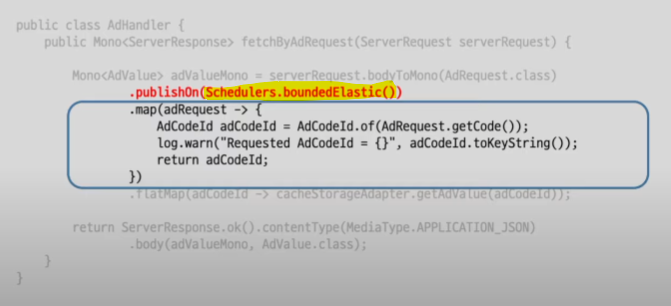 public class AdHandler {
public Mono<ServerResponse> fetchByAdRequest(ServerRequest serverRequest) {
Mono<AdValue> adValueMono = serverRequest.bodyToMono(AdRequest.class)
.publishOn(Schedulers.boundedElastic())
.map(adRequest -> {
AdCodeId adCodeId = AdCodeId.of(AdRequest.getCode());
log.warn("Requested AdCodeId = {}", adCodeId.toKeyString());
return adCodeId;
})
.flatMap(adCodeId -> cacheStorageAdapter.getAdValue(adCodeId));
return ServerResponse.ok().contentType(MediaType.APPLICATION_JSON)
.body(adValueMono, AdValue.class);
}
}